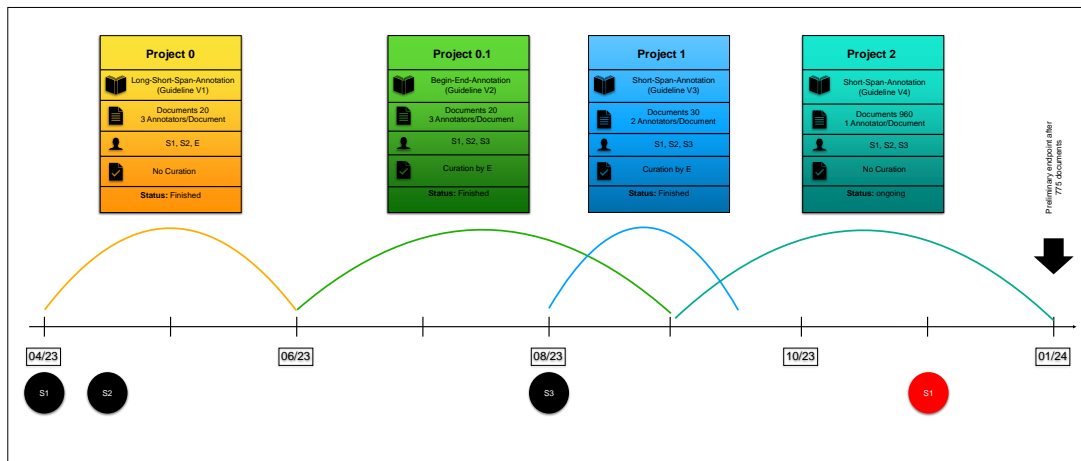 Project 0
Long-Short-Span-Annotation
(Guideline V1)
Documents 20
3 Annotators/Document
S1, S2, E
No Curation
Status: Finished
Project 0.1
Begin-End-Annotation
(Guideline V2)
Documents 20
3 Annotators/Document
S1, S2, S3
Curation by E
Status: Finished
Project 1
Short-Span-Annotation
(Guideline V3)
Documents 30
2 Annotators/Document
S1, S2, S3
Curation by E
Status: Finished
Project 2
Short-Span-Annotation
(Guideline V4)
Documents 960
1 Annotator/Document
S1, S2, S3
No Curation
Status: ongoing
Preliminary endpoint after
775 documents
04/23
06/23
08/23
10/23
01/24
S1
S2
S3
S1